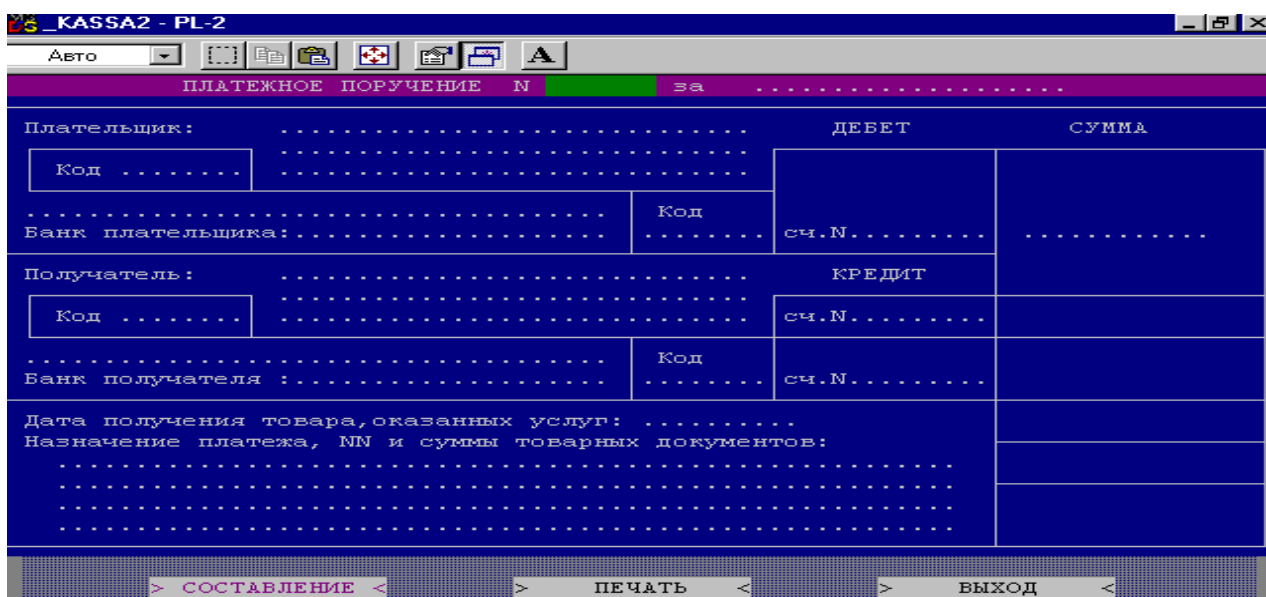 _KASSA2 - PL-2
Авто
A
ПЛАТЕЖНОЕ ПОРУЧЕНИЕ N за ....................
Плательщик: .............................. ДЕБЕТ СУММА
..............................
Код ........ ..............................
..................................... Код
Банк плательщика:.................... ........ сч.N......... ............
Получатель: .............................. КРЕДИТ
..............................
Код ........ .............................. сч.N.........
..................................... Код
Банк получателя :.................... ........ сч.N.........
Дата получения товара,оказанных услуг: ..........
Назначение платежа, NN и суммы товарных документов:
.........................................................
.........................................................
.........................................................
.........................................................
> СОСТАВЛЕНИЕ < > ПЕЧАТЬ < > ВЫХОД <